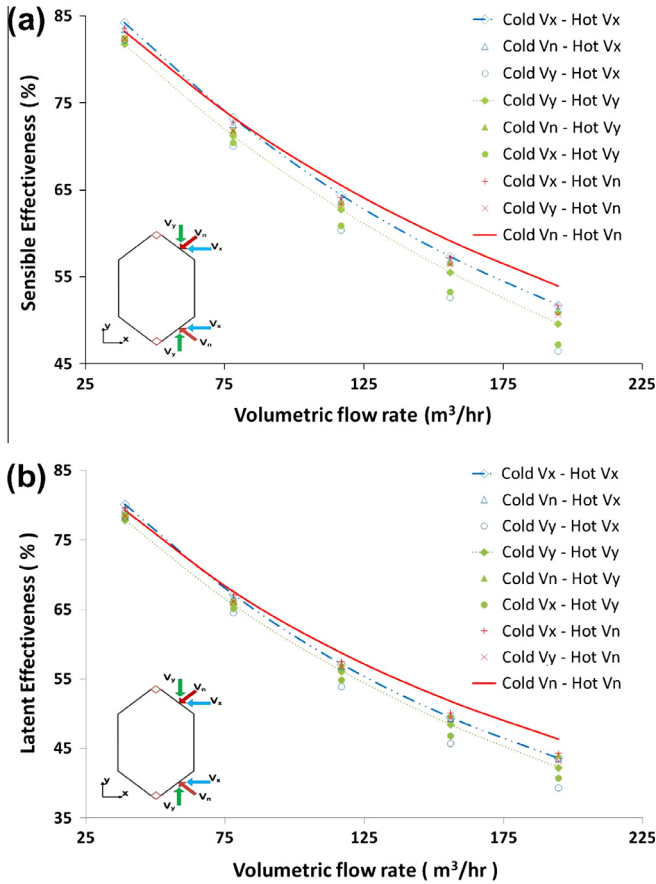 (a)
85
75
65
55
45
Sensible Effectiveness (%)
25 75 125 175 225
Volumetric flow rate (m³/hr)
Cold Vx - Hot Vx
Cold Vn - Hot Vx
Cold Vy - Hot Vx
Cold Vy - Hot Vy
Cold Vn - Hot Vy
Cold Vx - Hot Vy
Cold Vx - Hot Vn
Cold Vy - Hot Vn
Cold Vn - Hot Vn
Vy
Vn
Vx
Vx
Vn
Vy
y
x
(b)
85
75
65
55
45
35
Latent Effectiveness ( % )
25 75 125 175 225
Volumetric flow rate ( m³/hr)
Cold Vx - Hot Vx
Cold Vn - Hot Vx
Cold Vy - Hot Vx
Cold Vy - Hot Vy
Cold Vn - Hot Vy
Cold Vx - Hot Vy
Cold Vx - Hot Vn
Cold Vy - Hot Vn
Cold Vn - Hot Vn
Vy
Vn
Vx
Vx
Vn
Vy
y
x